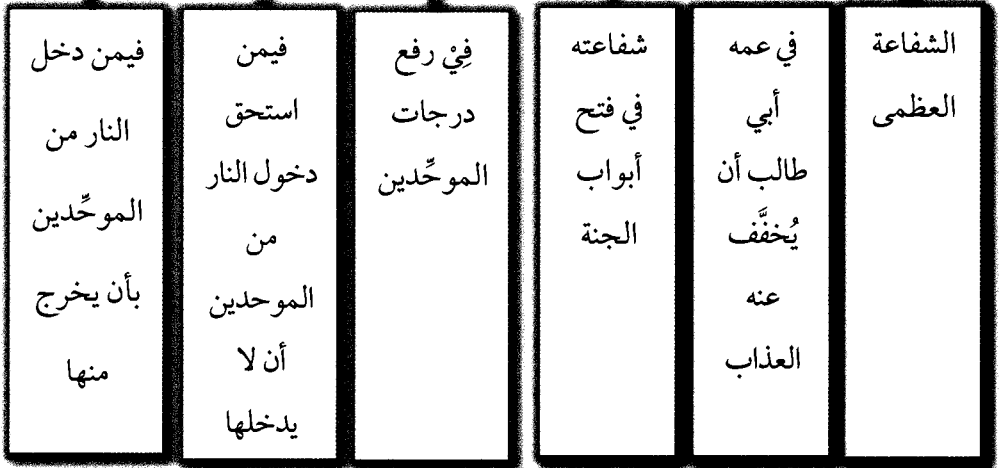 الشفاعة
العظمى
في عمه
أبي
طالب أن
يُخفَّف
عنه
العذاب
شفاعته
في فتح
أبواب
الجنة
فِيْ رفع
درجات
الموحِّدين
فيمن
استحق
دخول النار
من
الموحدين
أن لا
يدخلها
فيمن دخل
النار من
الموحِّدين
بأن يخرج
منها